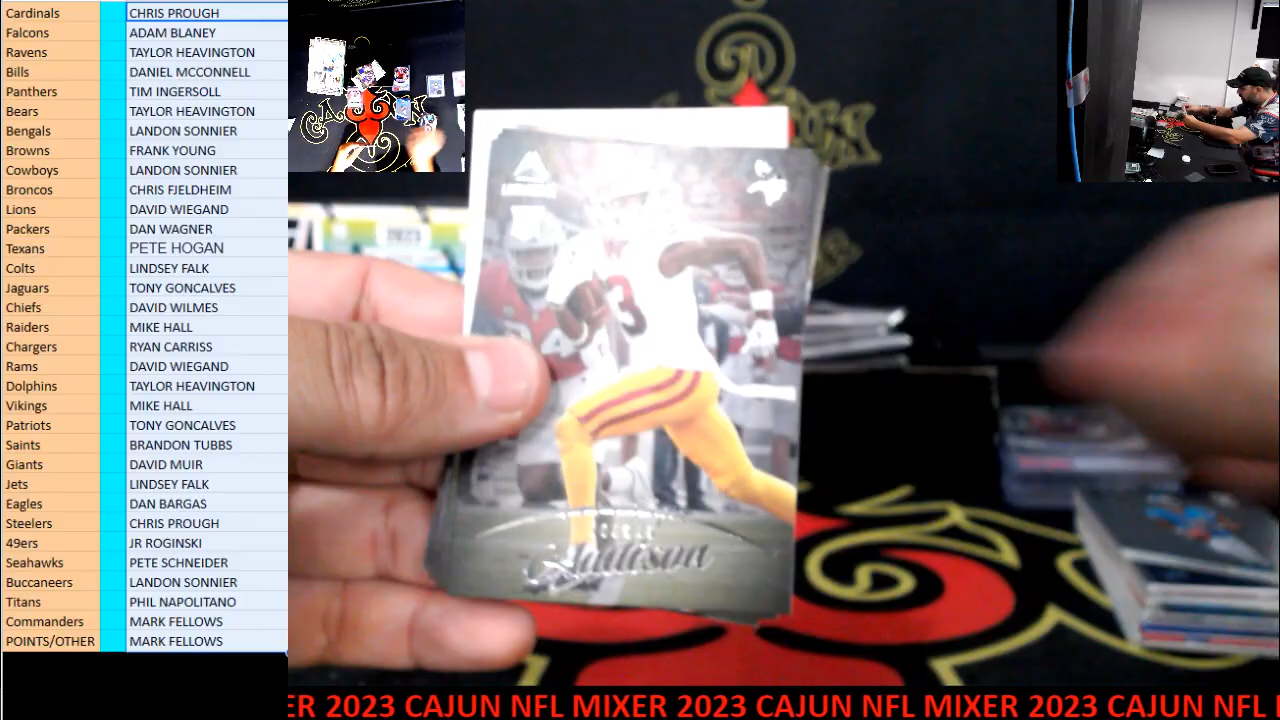 Cardinals CHRIS PROUGH
Falcons ADAM BLANEY
Ravens TAYLOR HEAVINGTON
Bills DANIEL MCCONNELL
Panthers TIM INGERSOLL
Bears TAYLOR HEAVINGTON
Bengals LANDON SONNIER
Browns FRANK YOUNG
Cowboys LANDON SONNIER
Broncos CHRIS FJELDHEIM
Lions DAVID WIEGAND
Packers DAN WAGNER
Texans PETE HOGAN
Colts LINDSEY FALK
Jaguars TONY GONCALVES
Chiefs DAVID WILMES
Raiders MIKE HALL
Chargers RYAN CARRISS
Rams DAVID WIEGAND
Dolphins TAYLOR HEAVINGTON
Vikings MIKE HALL
Patriots TONY GONCALVES
Saints BRANDON TUBBS
Giants DAVID MUIR
Jets LINDSEY FALK
Eagles DAN BARGAS
Steelers CHRIS PROUGH
49ers JR ROGINSKI
Seahawks PETE SCHNEIDER
Buccaneers LANDON SONNIER
Titans PHIL NAPOLITANO
Commanders MARK FELLOWS
POINTS/OTHER MARK FELLOWS
2023
3
Addison
ER 2023 CAJUN NFL MIXER 2023 CAJUN NFL MIXER 2023 CAJUN NFL